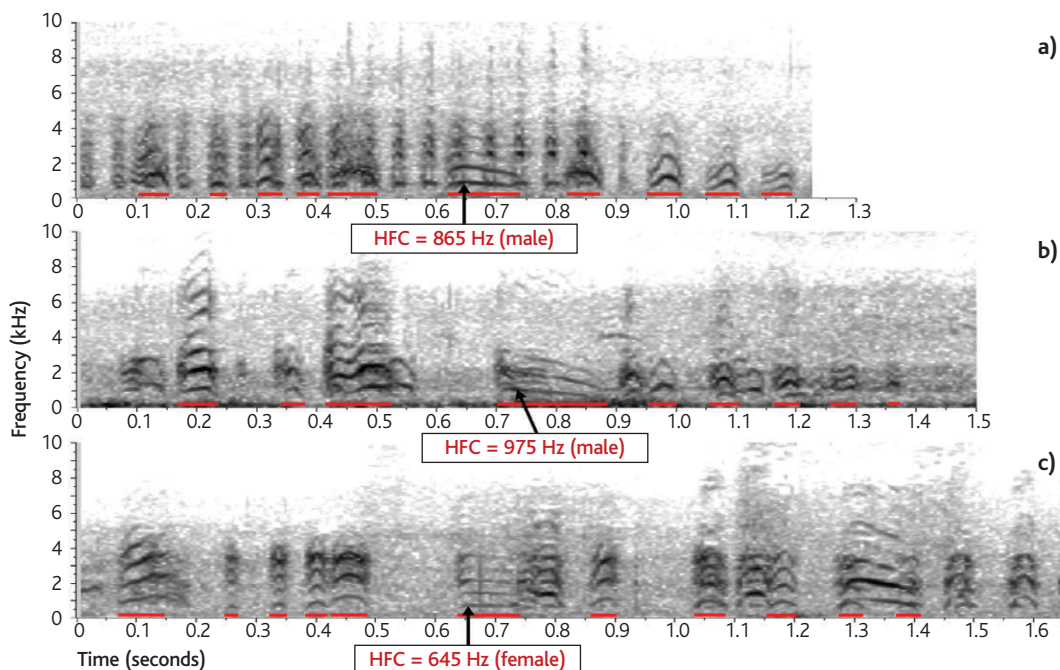 10
8
6
4
2
0
a)
0 0.1 0.2 0.3 0.4 0.5 0.6 0.7 0.8 0.9 1.0 1.1 1.2 1.3
HFC = 865 Hz (male)
10
8
6
4
2
0
b)
0 0.1 0.2 0.3 0.4 0.5 0.6 0.7 0.8 0.9 1.0 1.1 1.2 1.3 1.4 1.5
Frequency (kHz)
HFC = 975 Hz (male)
10
8
6
4
2
0
c)
0 0.1 0.2 0.3 0.4 0.5 0.6 0.7 0.8 0.9 1.0 1.1 1.2 1.3 1.4 1.5 1.6
Time (seconds)
HFC = 645 Hz (female)